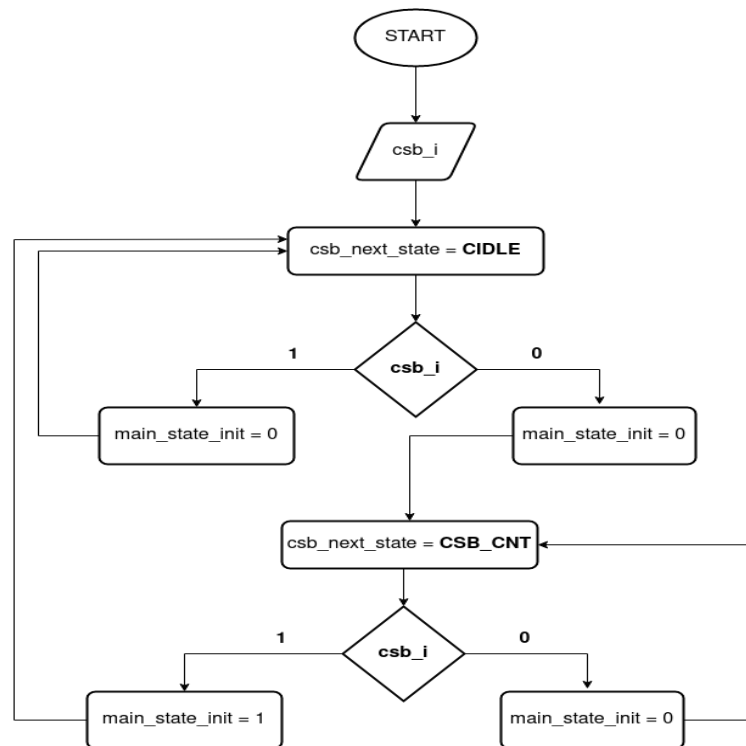 START
csb_i
csb_next_state = CIDLE
1
csb_i
0
main_state_init = 0
main_state_init = 0
csb_next_state = CSB_CNT
1
csb_i
0
main_state_init = 1
main_state_init = 0